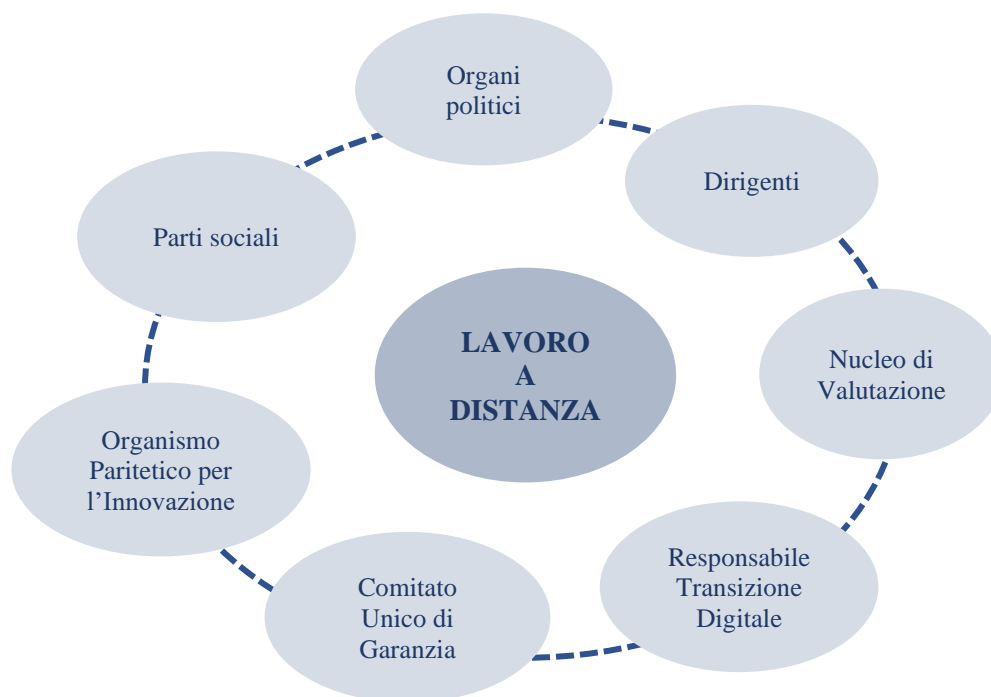 Organi
politici
Dirigenti
Parti sociali
LAVORO
A
DISTANZA
Nucleo di
Valutazione
Organismo
Paritetico per
l’Innovazione
Responsabile
Transizione
Digitale
Comitato
Unico di
Garanzia